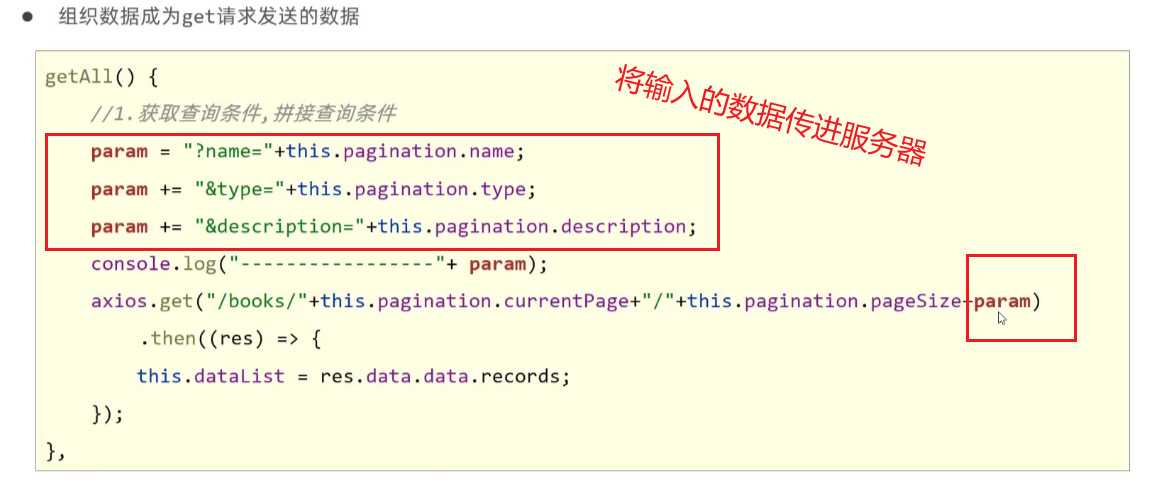 ● 组织数据成为get请求发送的数据
getAll() {
//1.获取查询条件,拼接查询条件
将输入的数据传进服务器
param = "?name="+this.pagination.name;
param += "&type="+this.pagination.type;
param += "&description="+this.pagination.description;
console.log("-----------------"+ param);
axios.get("/books/"+this.pagination.currentPage+"/"+this.pagination.pageSize+param)
.then((res) => {
this.dataList = res.data.data.records;
});
},